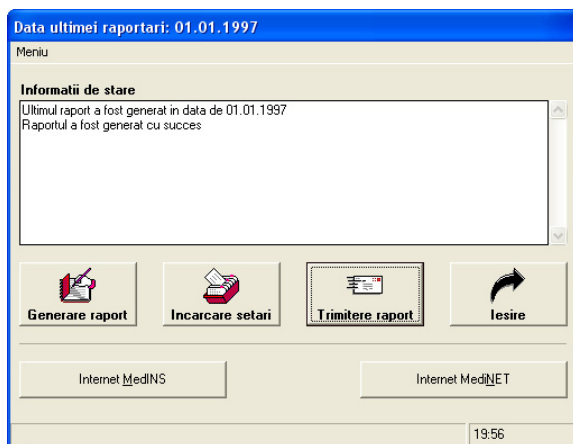 Data ultimei raportari: 01.01.1997
Meniu
Informatii de stare
Ultimul raport a fost generat in data de 01.01.1997
Raportul a fost generat cu succes
Generare raport
Incarcare setari
Trimitere raport
Iesire
Internet MedINS
Internet MediNET
19:56